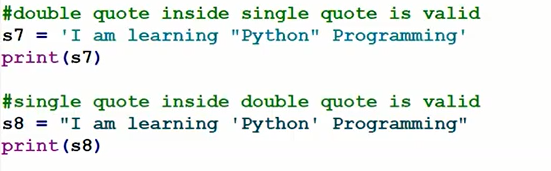 #double quote inside single quote is valid
s7 = 'I am learning "Python" Programming'
print(s7)
#single quote inside double quote is valid
s8 = "I am learning 'Python' Programming"
print(s8)